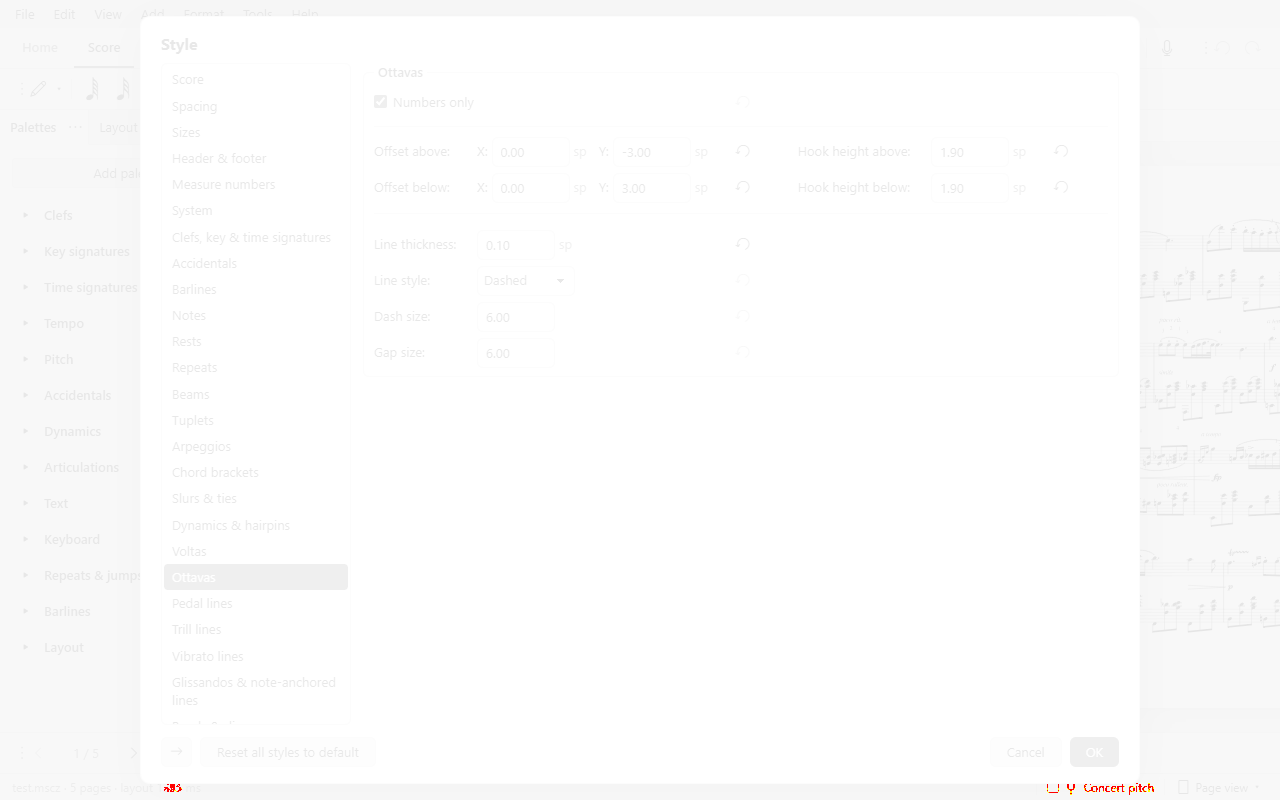 File Edit View Add Format Tools Help
Home Score
Palettes Layout
Clefs
Key signatures
Time signatures
Tempo
Pitch
Accidentals
Dynamics
Articulations
Text
Keyboard
Repeats & jumps
Barlines
Layout
1 / 5
Style
Score
Spacing
Sizes
Header & footer
Measure numbers
System
Clefs, key & time signatures
Accidentals
Barlines
Notes
Rests
Repeats
Beams
Tuplets
Arpeggios
Chord brackets
Slurs & ties
Dynamics & hairpins
Voltas
Ottavas
Pedal lines
Trill lines
Vibrato lines
Glissandos & note-anchored
lines
Ottavas
Numbers only
Offset above: X: 0.00 sp Y: -3.00 sp Hook height above: 1.90 sp
Offset below: X: 0.00 sp Y: 3.00 sp Hook height below: 1.90 sp
Line thickness: 0.10 sp
Line style: Dashed
Dash size: 6.00
Gap size: 6.00
Reset all styles to default Cancel OK
5 pages Concert pitch Page view